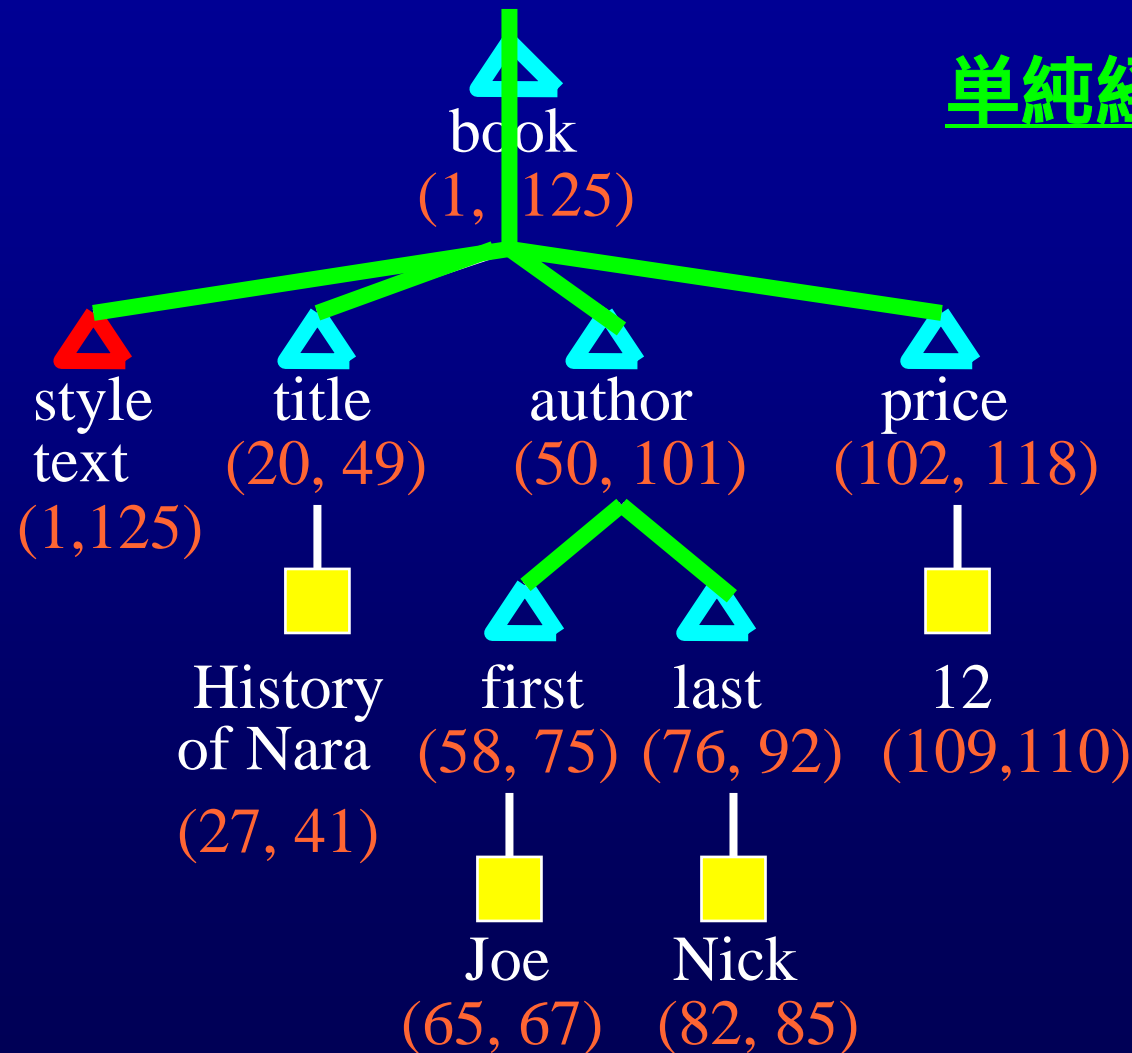 単純
book
(1, 125)
style
text
(1,125)
title
(20, 49)
author
(50, 101)
price
(102, 118)
History
of Nara
(27, 41)
first
(58, 75)
last
(76, 92)
12
(109,110)
Joe
(65, 67)
Nick
(82, 85)